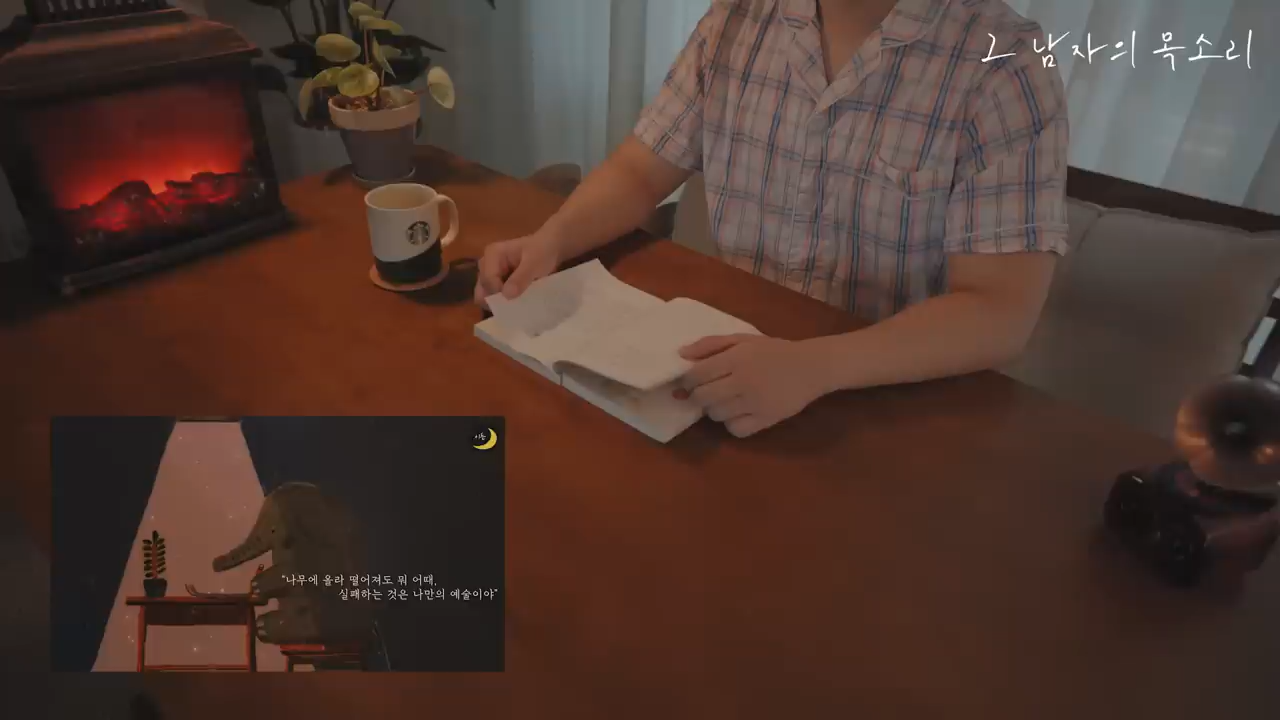 그 남자의 목소리
"나무에 올라 떨어져도 뭐 어때,
실패하는 것은 나만의 예술이야"